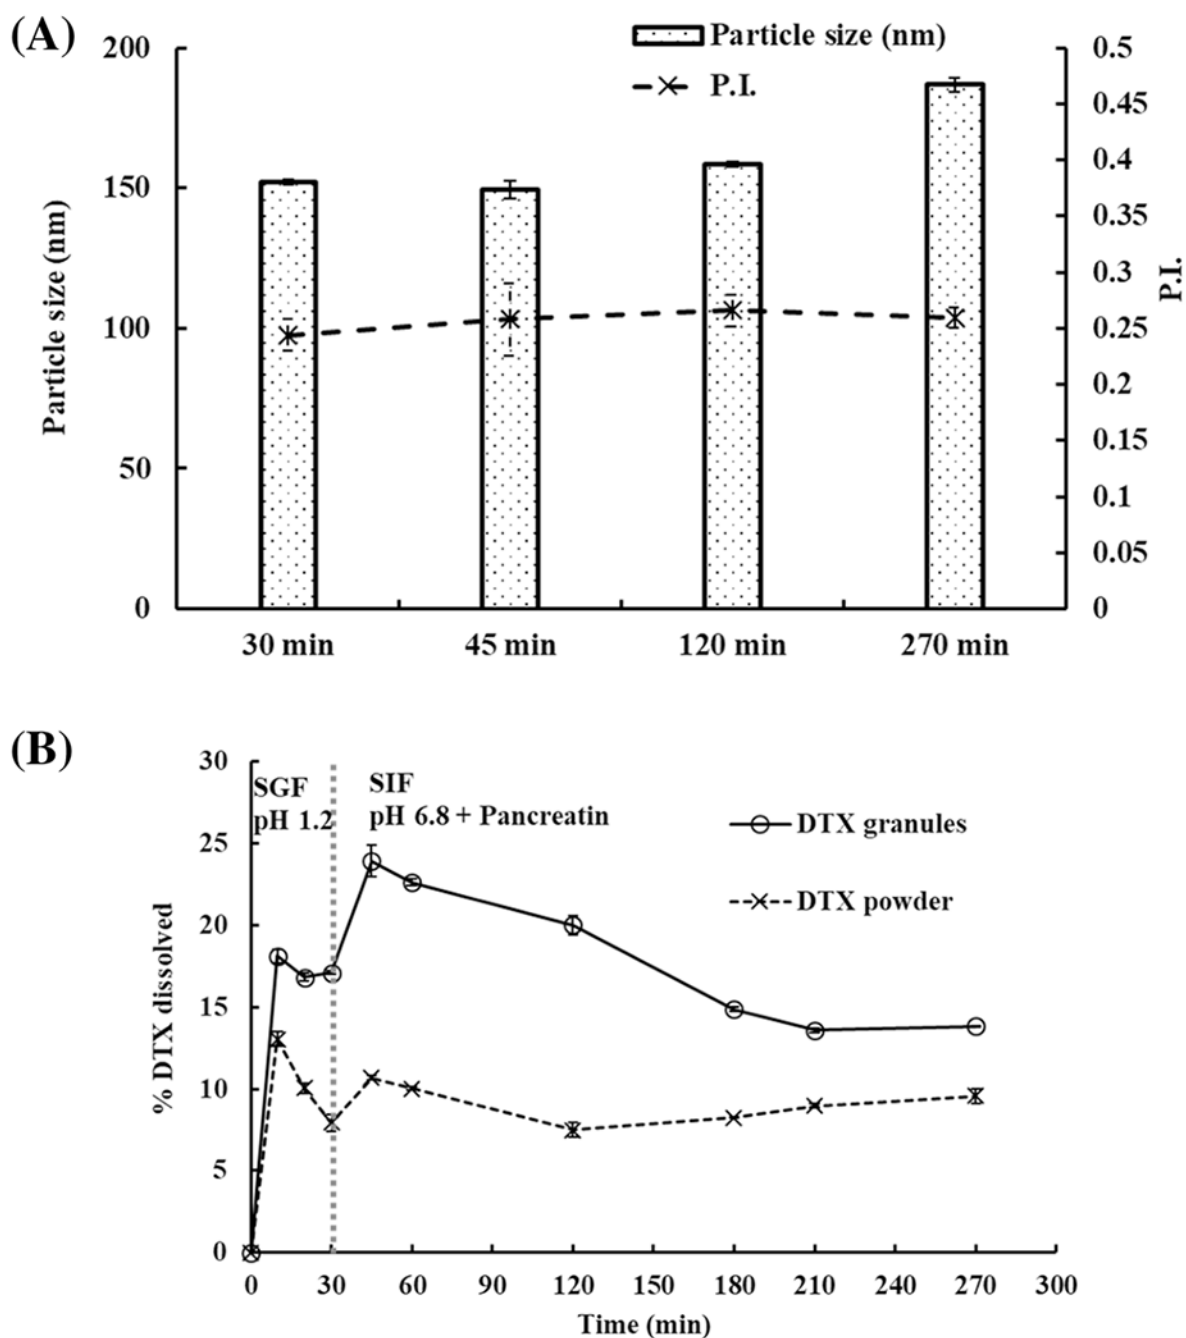 (A)
Particle size (nm)
P.I.
200
150
100
50
0
Particle size (nm)
0.5
0.45
0.4
0.35
0.3
0.25
0.2
0.15
0.1
0.05
0
P.I.
30 min
45 min
120 min
270 min
(B)
30
25
20
15
10
5
0
% DTX dissolved
SGF
pH 1.2
SIF
pH 6.8 + Pancreatin
DTX granules
DTX powder
0
30
60
90
120
150
180
210
240
270
300
Time (min)